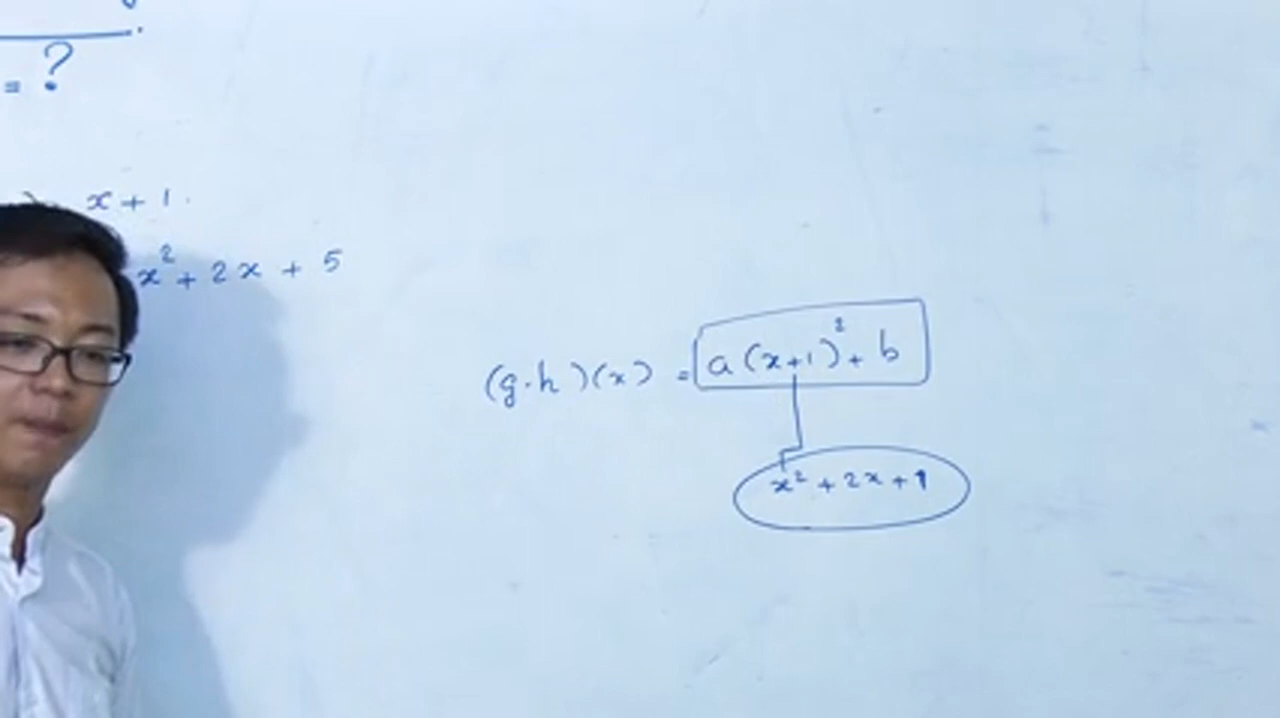 = ?
x + 1.
x² + 2x + 5
(g.h)(x) = a(x+1)² + b
x² + 2x + 1